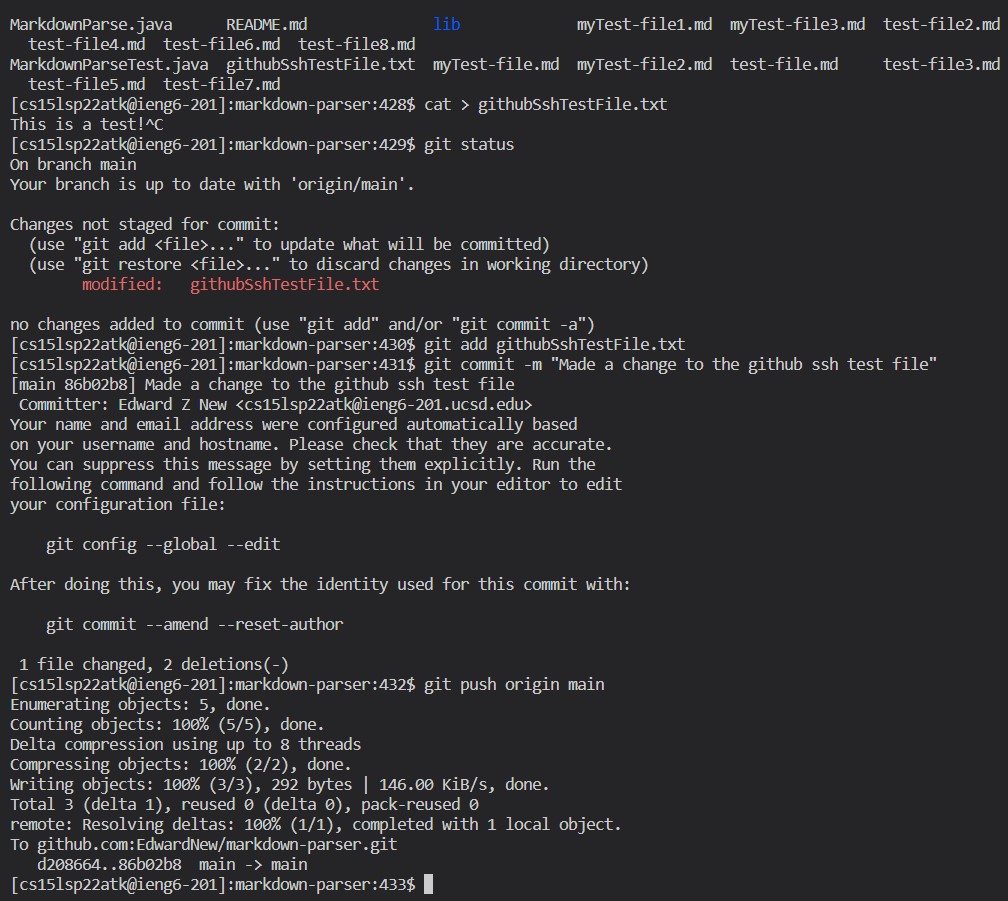 MarkdownParse.java      README.md              lib             myTest-file1.md  myTest-file3.md  test-file2.md
  test-file4.md  test-file6.md  test-file8.md
MarkdownParseTest.java  githubSshTestFile.txt  myTest-file.md  myTest-file2.md  test-file.md     test-file3.md
  test-file5.md  test-file7.md
[cs15lsp22atk@ieng6-201]:markdown-parser:428$ cat > githubSshTestFile.txt
This is a test!^C
[cs15lsp22atk@ieng6-201]:markdown-parser:429$ git status
On branch main
Your branch is up to date with 'origin/main'.

Changes not staged for commit:
  (use "git add <file>..." to update what will be committed)
  (use "git restore <file>..." to discard changes in working directory)
        modified:   githubSshTestFile.txt

no changes added to commit (use "git add" and/or "git commit -a")
[cs15lsp22atk@ieng6-201]:markdown-parser:430$ git add githubSshTestFile.txt
[cs15lsp22atk@ieng6-201]:markdown-parser:431$ git commit -m "Made a change to the github ssh test file"
[main 86b02b8] Made a change to the github ssh test file
 Committer: Edward Z New <cs15lsp22atk@ieng6-201.ucsd.edu>
Your name and email address were configured automatically based
on your username and hostname. Please check that they are accurate.
You can suppress this message by setting them explicitly. Run the
following command and follow the instructions in your editor to edit
your configuration file:

    git config --global --edit

After doing this, you may fix the identity used for this commit with:

    git commit --amend --reset-author

 1 file changed, 2 deletions(-)
[cs15lsp22atk@ieng6-201]:markdown-parser:432$ git push origin main
Enumerating objects: 5, done.
Counting objects: 100% (5/5), done.
Delta compression using up to 8 threads
Compressing objects: 100% (2/2), done.
Writing objects: 100% (3/3), 292 bytes | 146.00 KiB/s, done.
Total 3 (delta 1), reused 0 (delta 0), pack-reused 0
remote: Resolving deltas: 100% (1/1), completed with 1 local object.
To github.com:EdwardNew/markdown-parser.git
   d208664..86b02b8  main -> main
[cs15lsp22atk@ieng6-201]:markdown-parser:433$